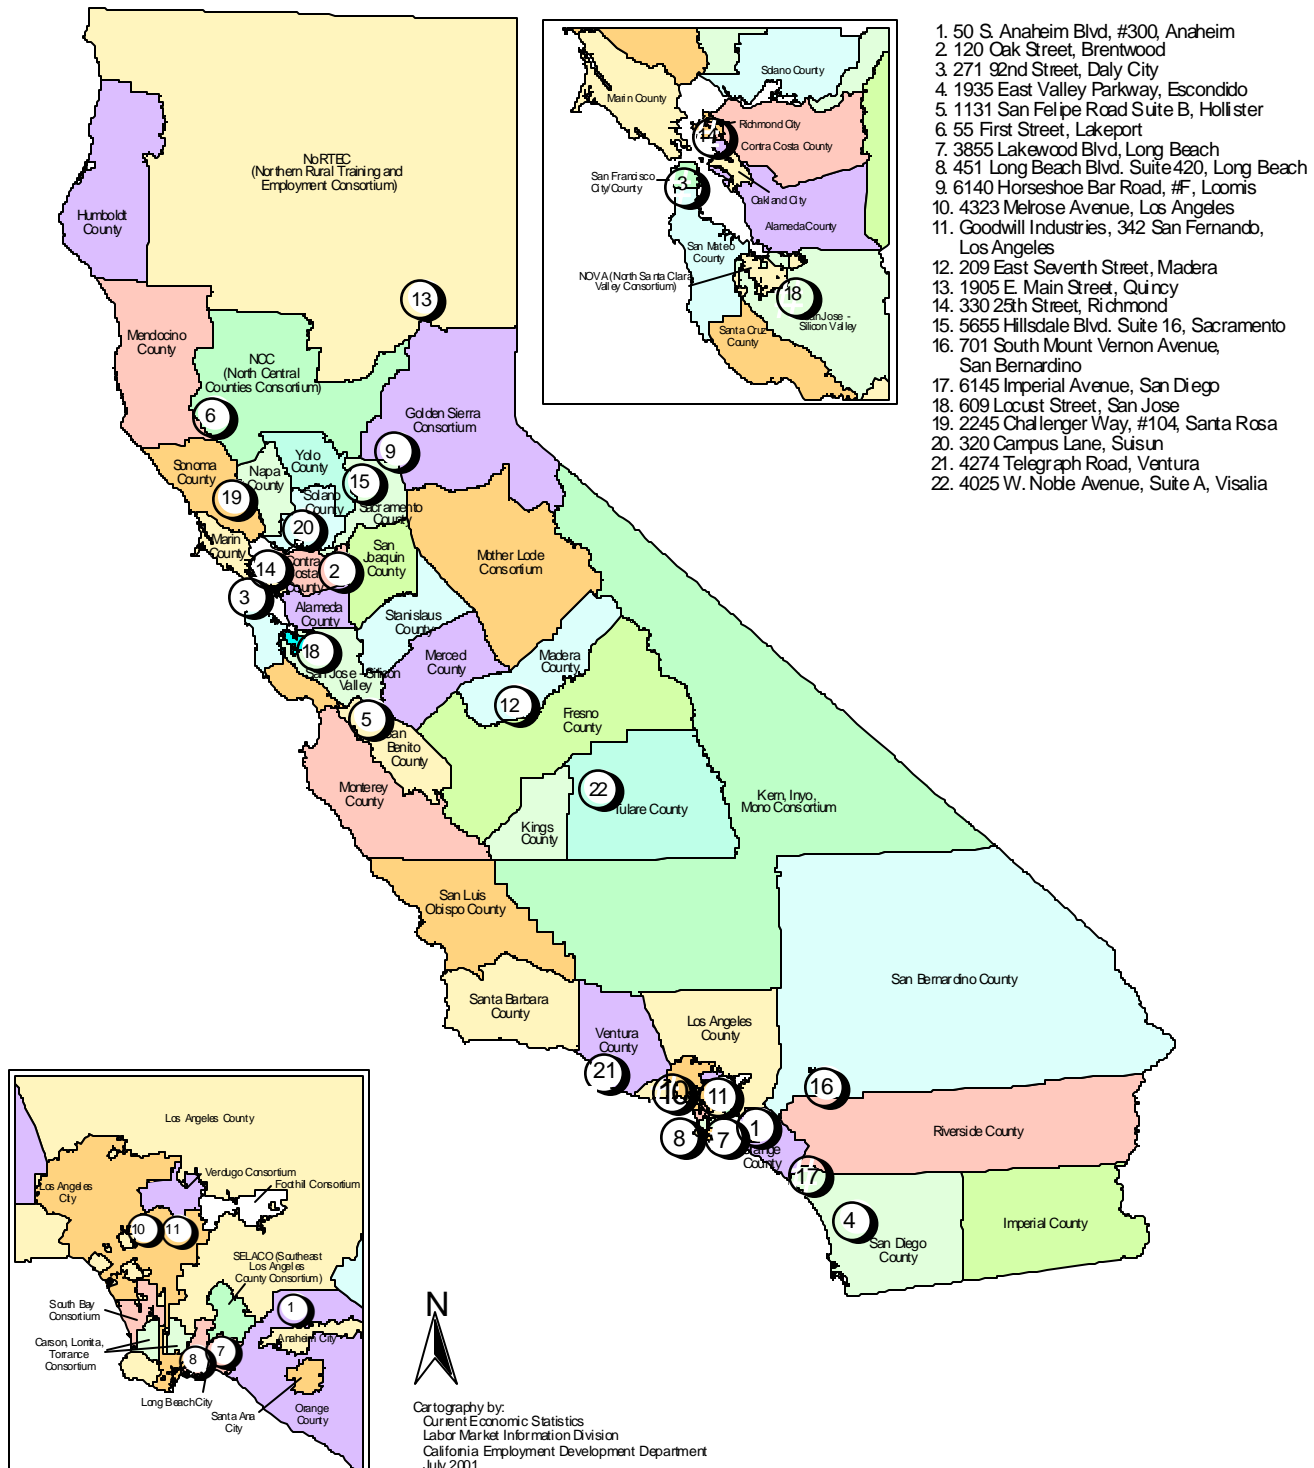 1. 50 S. Anaheim Blvd, #300, Anaheim
2. 120 Oak Street, Brentwood
3. 271 92nd Street, Daly City
4. 1935 East Valley Parkway, Escondido
5. 1131 San Felipe Road Suite B, Hollister
6. 55 First Street, Lakeport
7. 3855 Lakewood Blvd, Long Beach
8. 451 Long Beach Blvd. Suite 420, Long Beach
9. 6140 Horseshoe Bar Road, #F, Loomis
10. 4323 Melrose Avenue, Los Angeles
11. Goodwill Industries, 342 San Fernando,
Los Angeles
12. 209 East Seventh Street, Madera
13. 1905 E. Main Street, Quincy
14. 330 25th Street, Richmond
15. 5655 Hillsdale Blvd. Suite 16, Sacramento
16. 701 South Mount Vernon Avenue,
San Bernardino
17. 6145 Imperial Avenue, San Diego
18. 609 Locust Street, San Jose
19. 2245 Challenger Way, #104, Santa Rosa
20. 320 Campus Lane, Suisun
21. 4274 Telegraph Road, Ventura
22. 4025 W. Noble Avenue, Suite A, Visalia
Solano County
Marin County
Richmond City
14
Contra Costa County
San Francisco
City/County
3
Oakland City
Alameda County
San Mateo
County
NOVA (North Santa Clara
Valley Consortium)
18
San Jose -
Silicon Valley
Santa Cruz
County
NoRTEC
(Northern Rural Training and
Employment Consortium)
Humboldt
County
13
Mendocino
County
NCC
(North Central
Counties Consortium)
6
Golden Sierra
Consortium
9
Sonoma
County
Napa
County
Yolo
County
15
19
Solano
County
Sacramento
County
20
Marin
County
San
Joaquin
County
Mother Lode
Consortium
14
Contra
Costa
County
2
3
Alameda
County
Stanislaus
County
18
San Jose - Silicon
Valley
Merced
County
Madera
County
12
5
San
Benito
County
Fresno
County
Monterey
County
22
Tulare County
Kings
County
Kern, Inyo,
Mono Consortium
San Luis
Obispo County
San Bernardino County
Santa Barbara
County
Ventura
County
Los Angeles
County
21
10
11
16
8
7
1
Orange
County
Riverside County
17
4
San Diego
County
Imperial County
Los Angeles County
Verdugo Consortium
Foothill Consortium
Los Angeles
City
10
11
SELACO (Southeast
Los Angeles
County Consortium)
South Bay
Consortium
1
Carson, Lomita,
Torrance
Consortium
Anaheim City
8
7
Long Beach City
Santa Ana
City
Orange
County
N
Cartography by:
Current Economic Statistics
Labor Market Information Division
California Employment Development Department
July 2001